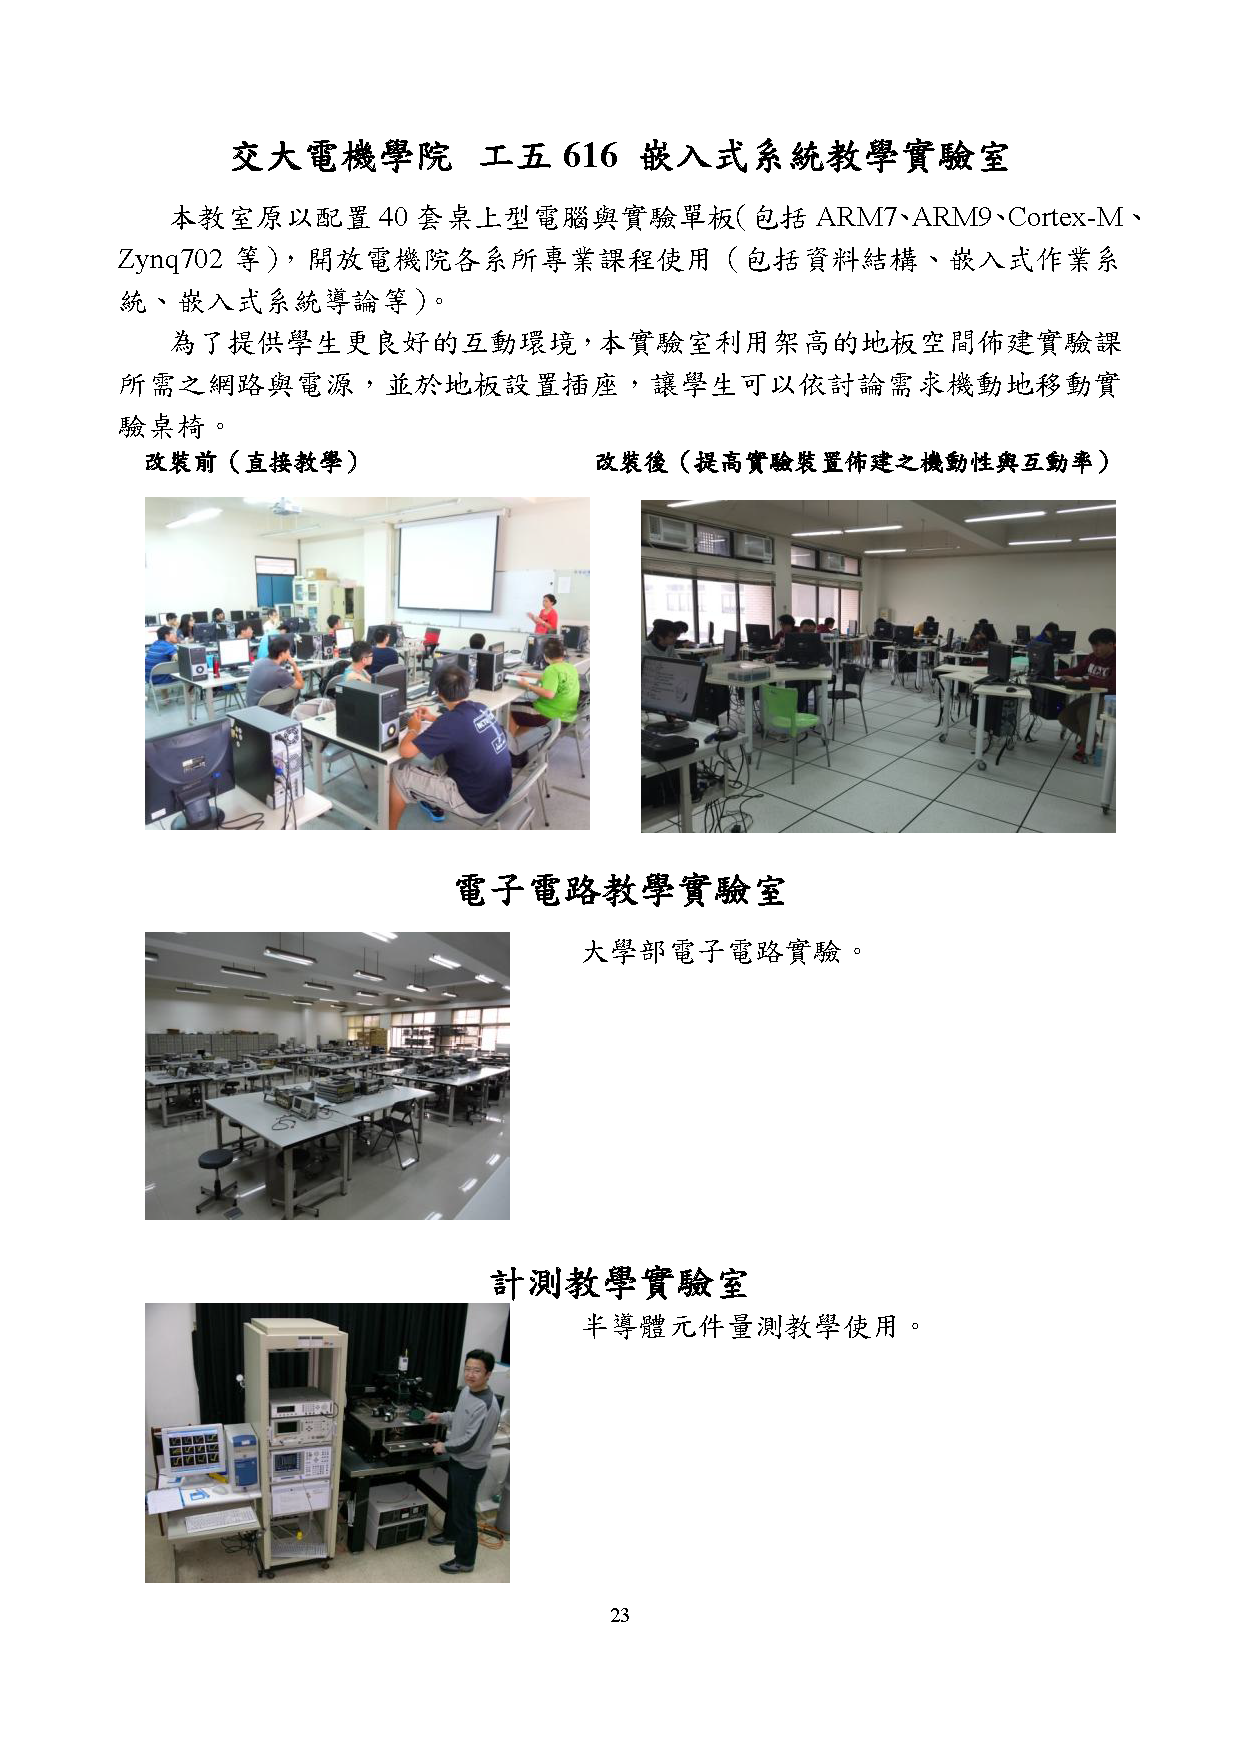 交大電機學院 工五 616 嵌入式系統教學實驗室
本教室原以配置 40 套桌上型電腦與實驗單板(包括 ARM7、ARM9、Cortex-M、
Zynq702 等)，開放電機院各系所專業課程使用（包括資料結構、嵌入式作業系
統、嵌入式系統導論等)。
為了提供學生更良好的互動環境，本實驗室利用架高的地板空間佈建實驗課
所需之網路與電源，並於地板設置插座，讓學生可以依討論需求機動地移動實
驗桌椅。
改裝前（直接教學） 改裝後（提高實驗裝置佈建之機動性與互動率）
電子電路教學實驗室
大學部電子電路實驗。
計測教學實驗室
半導體元件量測教學使用。
23